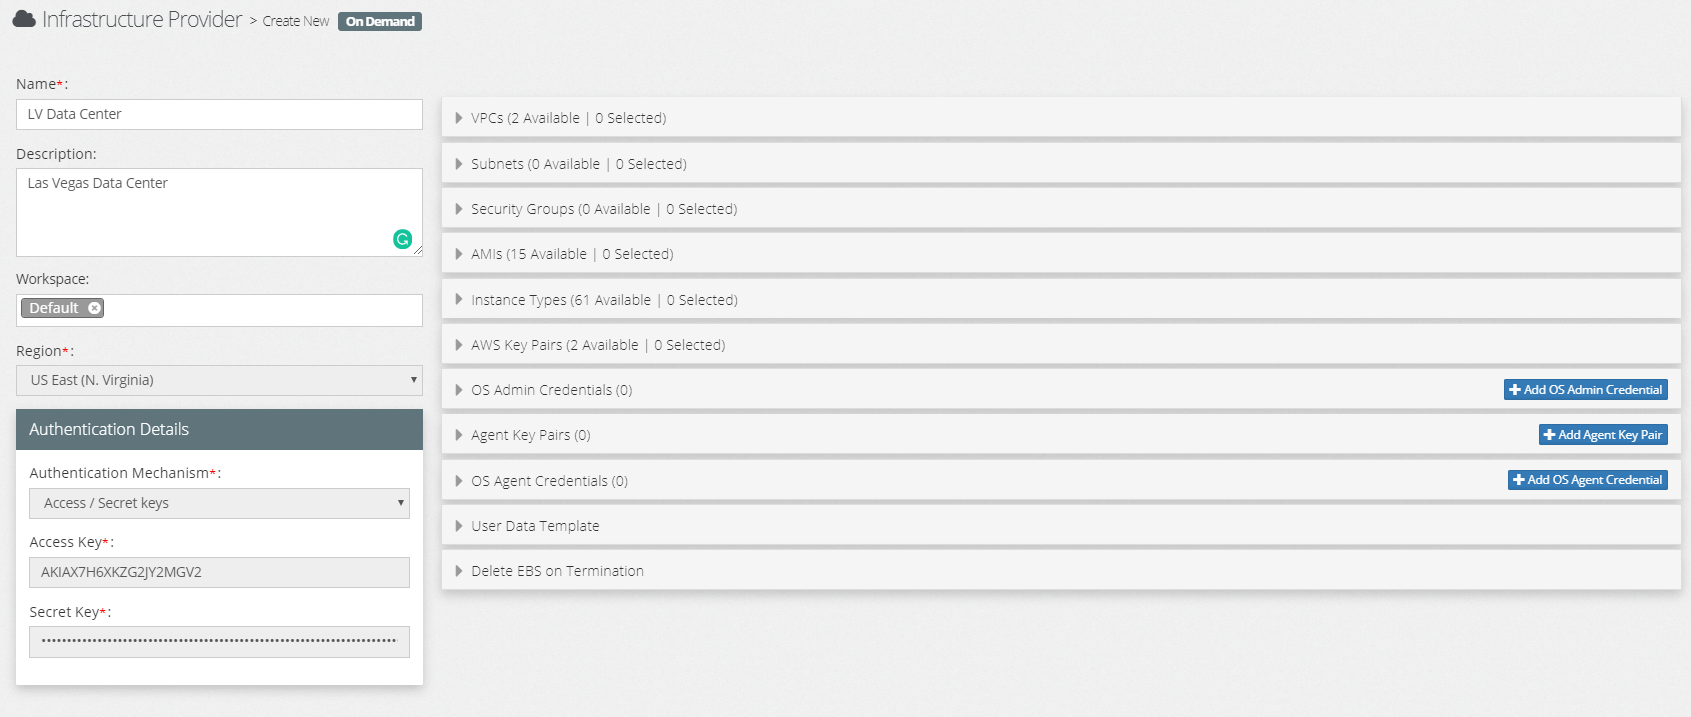 Infrastructure Provider > Create New On Demand
Name*:
LV Data Center
Description:
Las Vegas Data Center
Workspace:
Default
Region*:
US East (N. Virginia)
Authentication Details
Authentication Mechanism*:
Access / Secret keys
Access Key*:
AKIAX7H6XKZG2JY2MGV2
Secret Key*:
VPCs (2 Available | 0 Selected)
Subnets (0 Available | 0 Selected)
Security Groups (0 Available | 0 Selected)
AMIs (15 Available | 0 Selected)
Instance Types (61 Available | 0 Selected)
AWS Key Pairs (2 Available | 0 Selected)
OS Admin Credentials (0) Add OS Admin Credential
Agent Key Pairs (0) Add Agent Key Pair
OS Agent Credentials (0) Add OS Agent Credential
User Data Template
Delete EBS on Termination